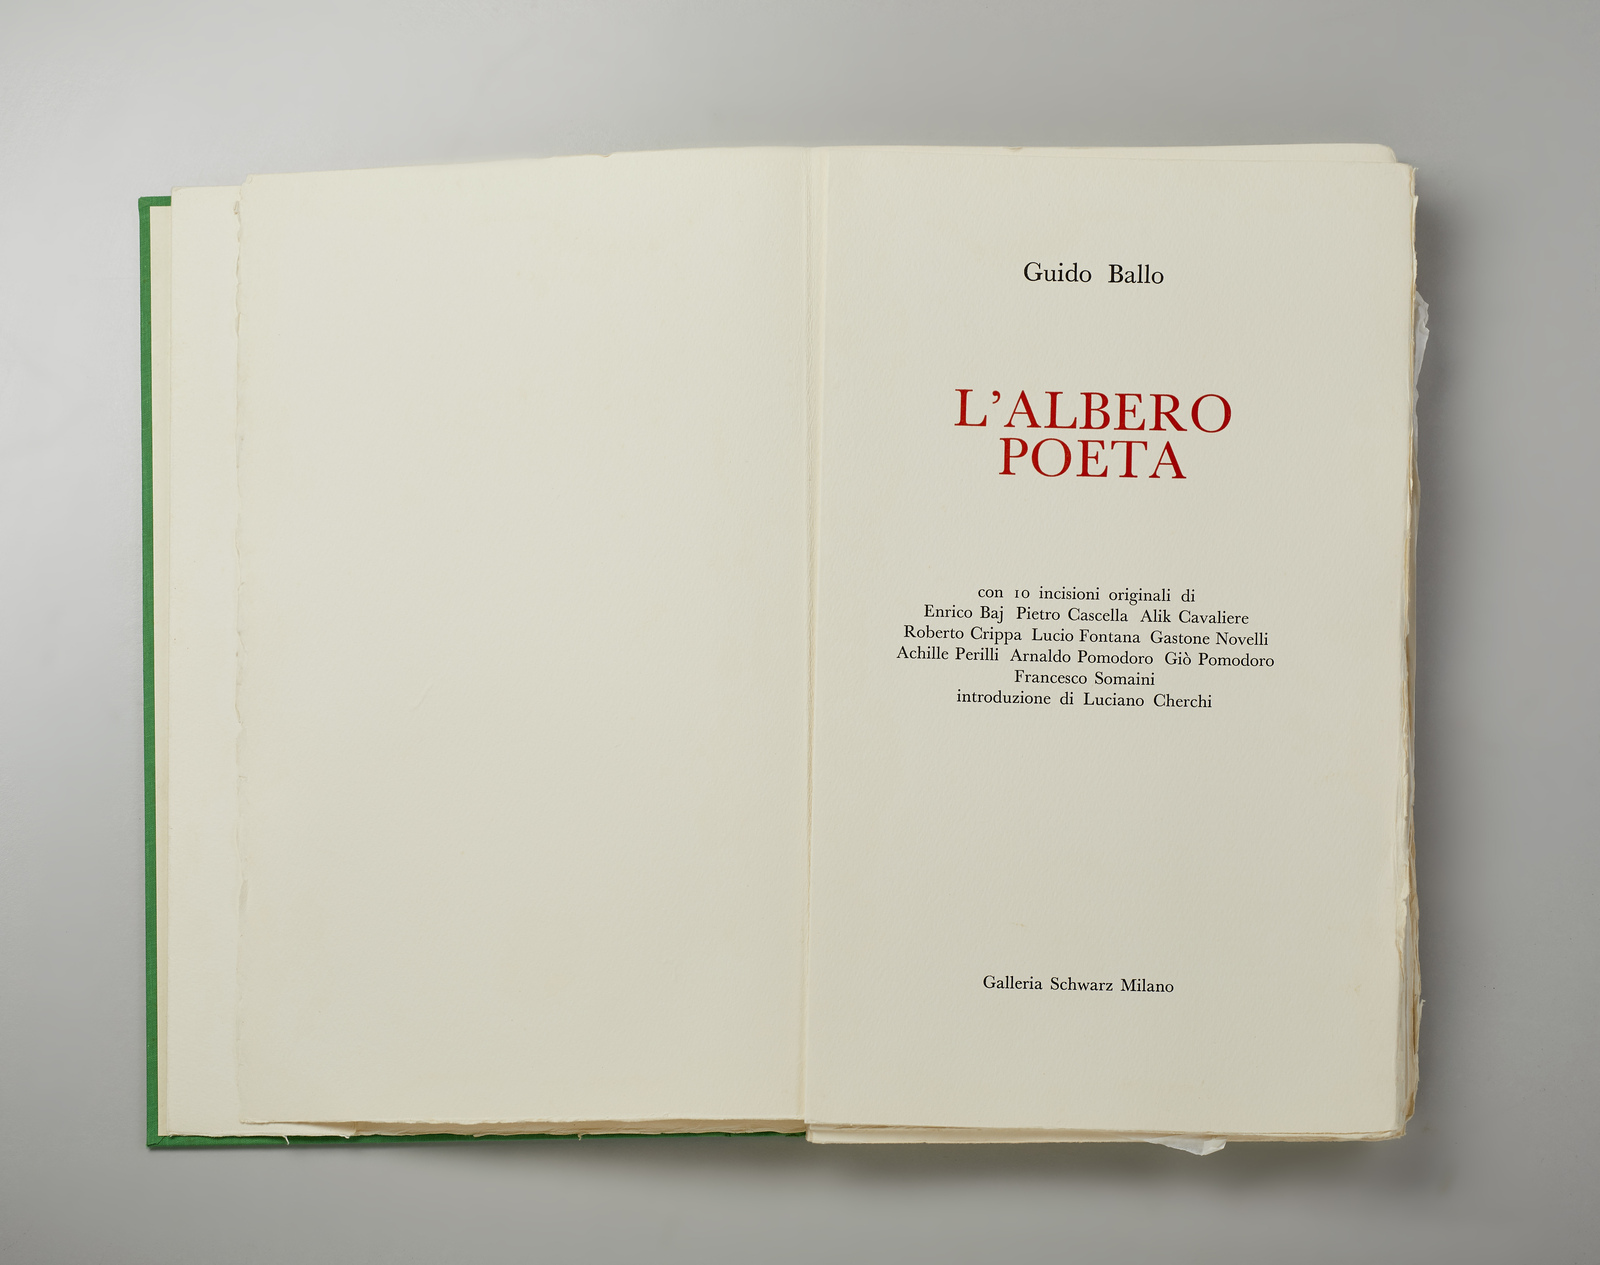 Guido Ballo
L'ALBERO
POETA
con 10 incisioni originali di
Enrico Baj Pietro Cascella Alik Cavaliere
Roberto Crippa Lucio Fontana Gastone Novelli
Achille Perilli Arnaldo Pomodoro Giò Pomodoro
Francesco Somaini
introduzione di Luciano Cherchi
Galleria Schwarz Milano